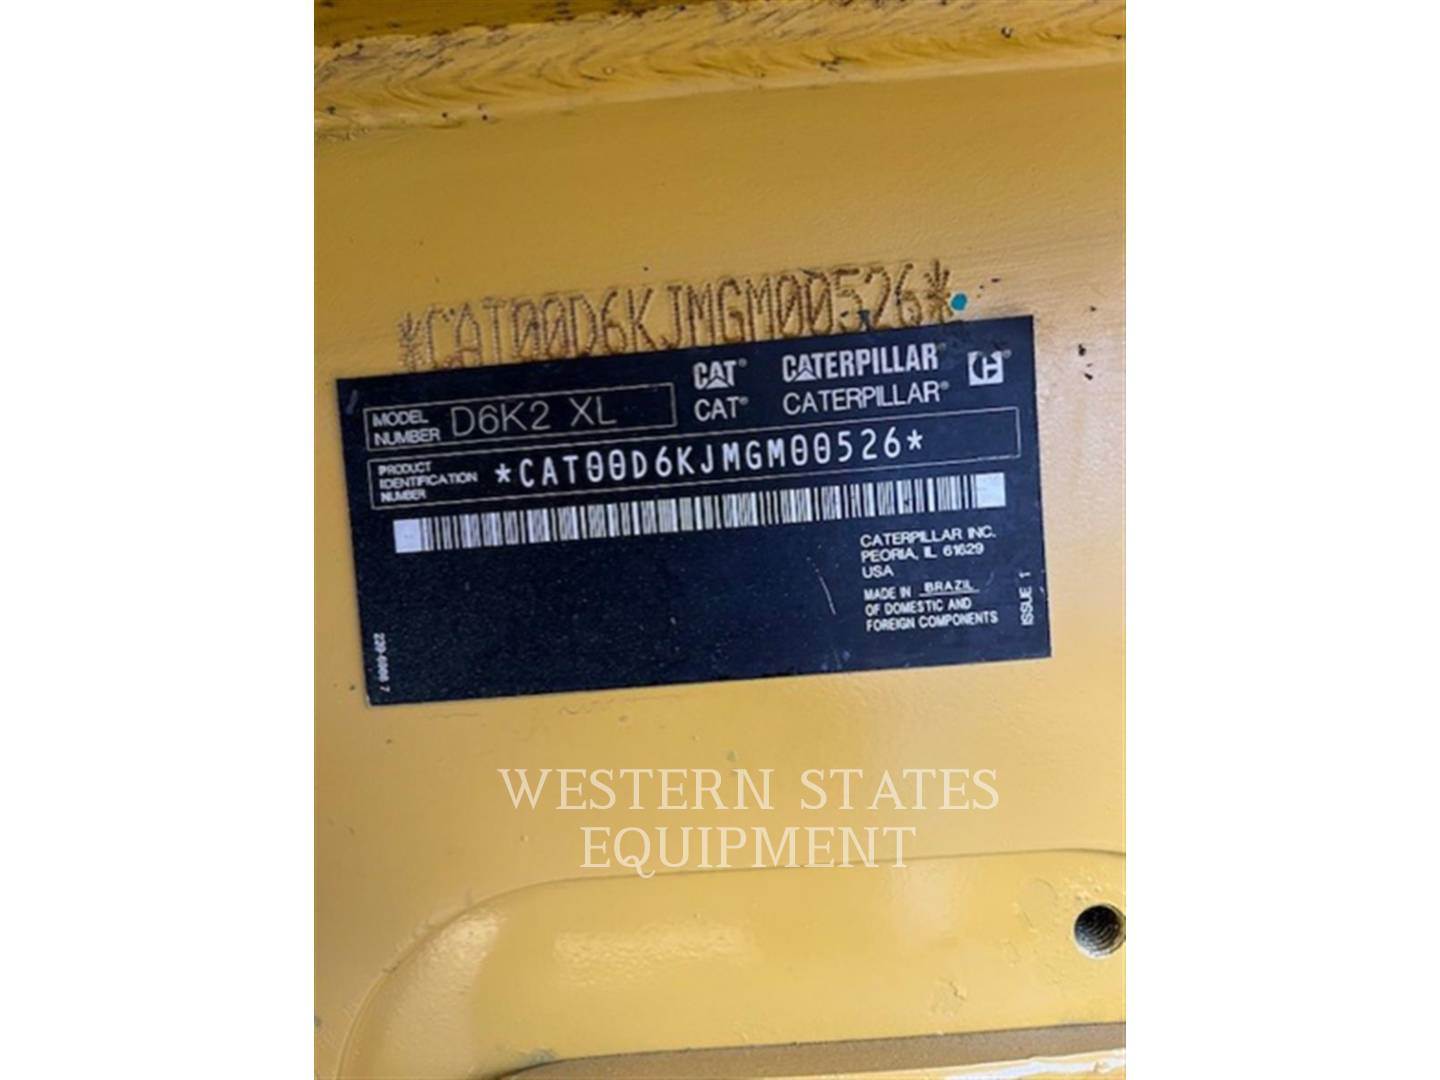 *CAT00D6KJMGM00526*
CAT® CATERPILLAR®
MODEL NUMBER D6K2 XL
CAT® CATERPILLAR®
PRODUCT IDENTIFICATION NUMBER *CAT00D6KJMGM00526*
CATERPILLAR INC.
PEORIA, IL 61629
USA
MADE IN BRAZIL
OF DOMESTIC AND
FOREIGN COMPONENTS
ISSUE 1
WESTERN STATES
EQUIPMENT